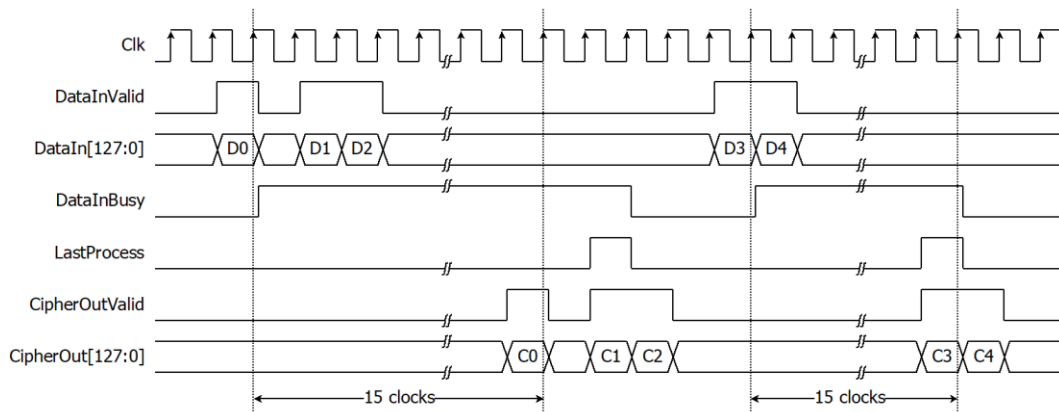 Clk
DataInValid
DataIn[127:0] D0 D1 D2 D3 D4
DataInBusy
LastProcess
CipherOutValid
CipherOut[127:0] C0 C1 C2 C3 C4
15 clocks 15 clocks